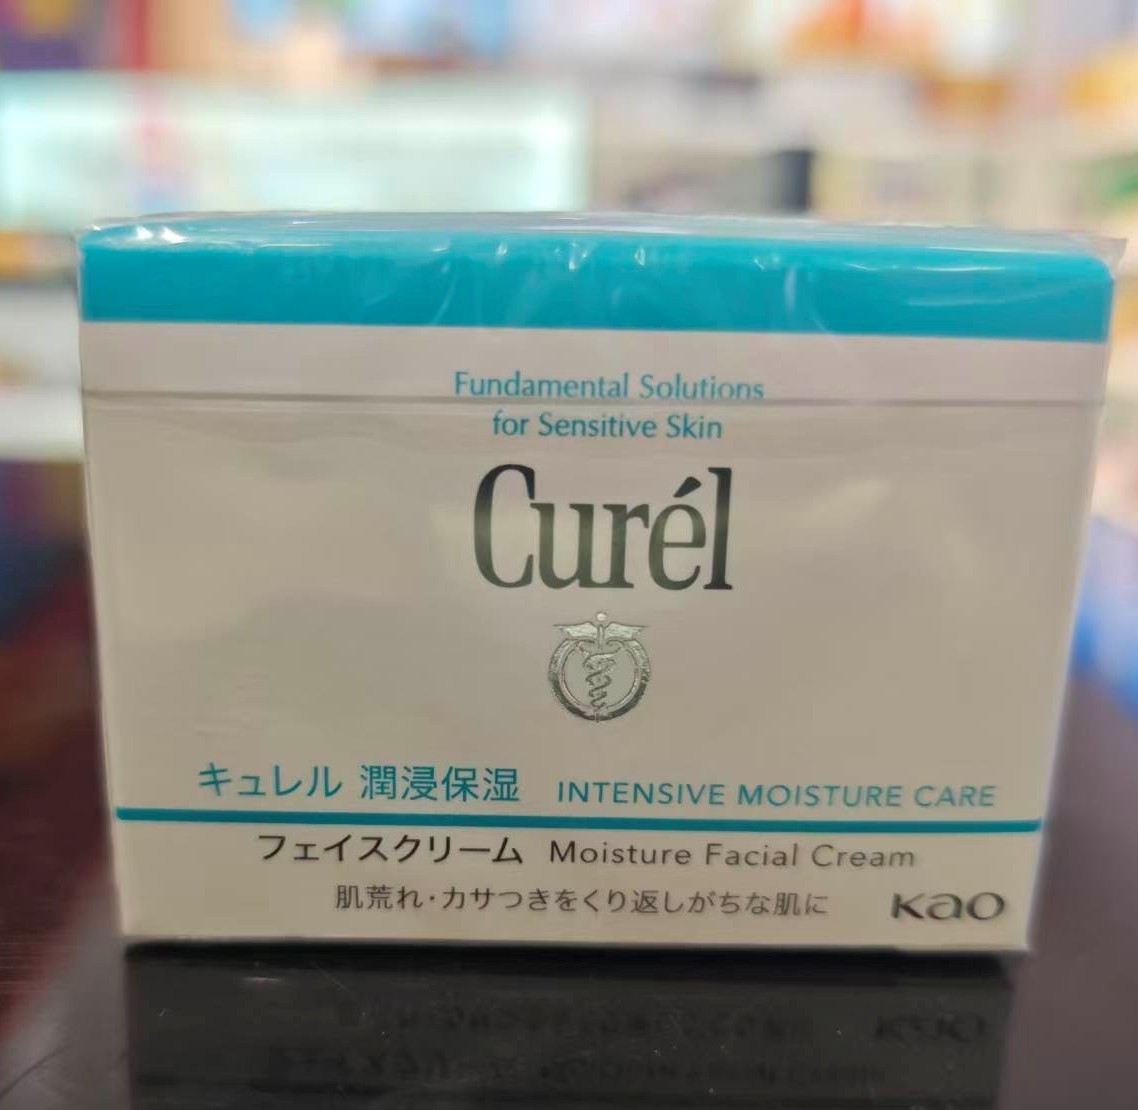 Fundamental Solutions
for Sensitive Skin
Curél
キュレル 潤浸保湿 INTENSIVE MOISTURE CARE
フェイスクリーム Moisture Facial Cream
肌荒れ・カサつきをくり返しがちな肌に Kao